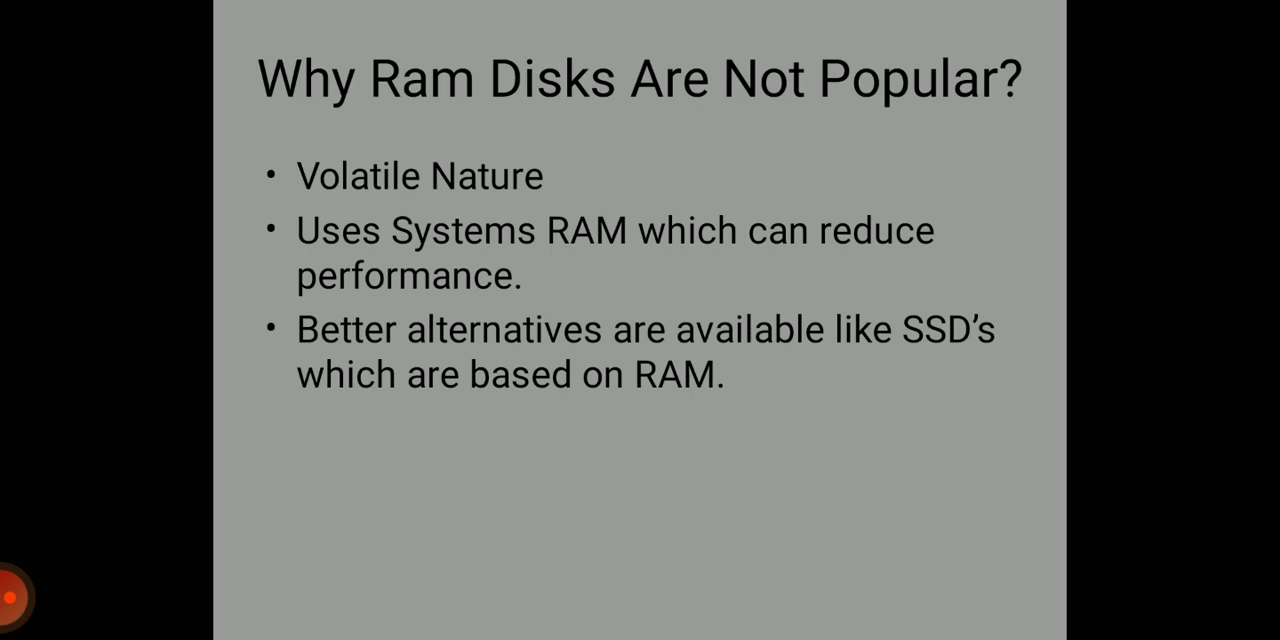 Why Ram Disks Are Not Popular?
• Volatile Nature
• Uses Systems RAM which can reduce
performance.
• Better alternatives are available like SSD’s
which are based on RAM.